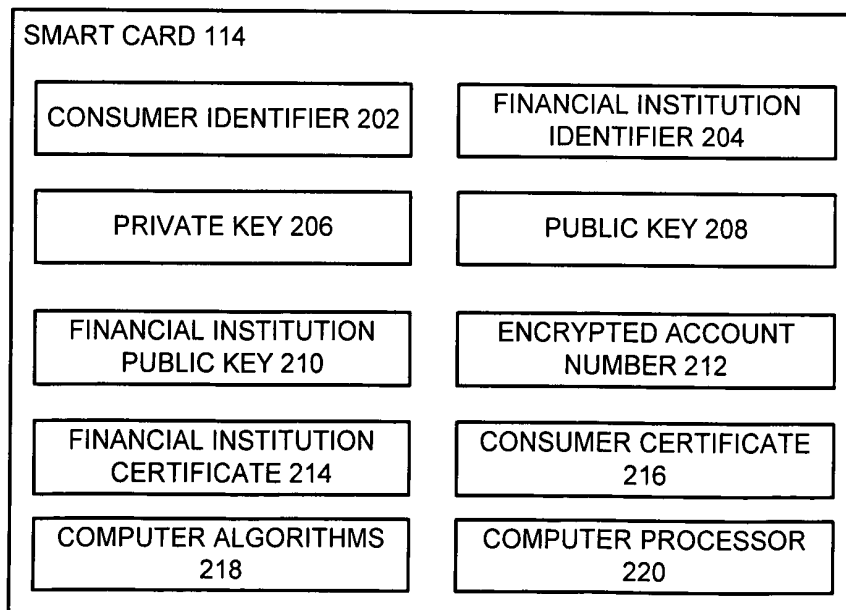 SMART CARD 114
CONSUMER IDENTIFIER 202
FINANCIAL INSTITUTION
IDENTIFIER 204
PRIVATE KEY 206
PUBLIC KEY 208
FINANCIAL INSTITUTION
PUBLIC KEY 210
ENCRYPTED ACCOUNT
NUMBER 212
FINANCIAL INSTITUTION
CERTIFICATE 214
CONSUMER CERTIFICATE
216
COMPUTER ALGORITHMS
218
COMPUTER PROCESSOR
220